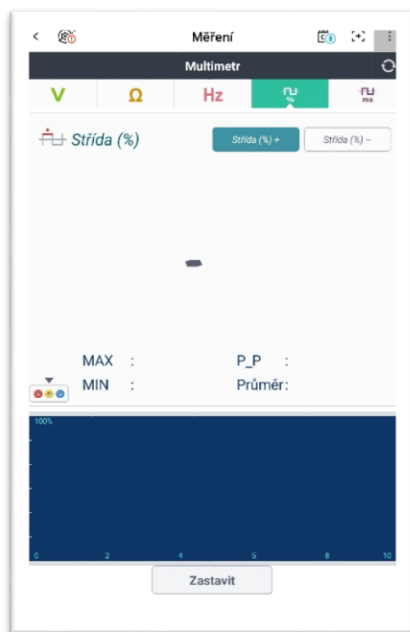 Měření
Multimetr
V Ω Hz % ms
Střída (%) Střída (%) + Střída (%) −
-
MAX : P_P :
MIN : Průměr:
100%
0 2 4 6 8 10
Zastavit